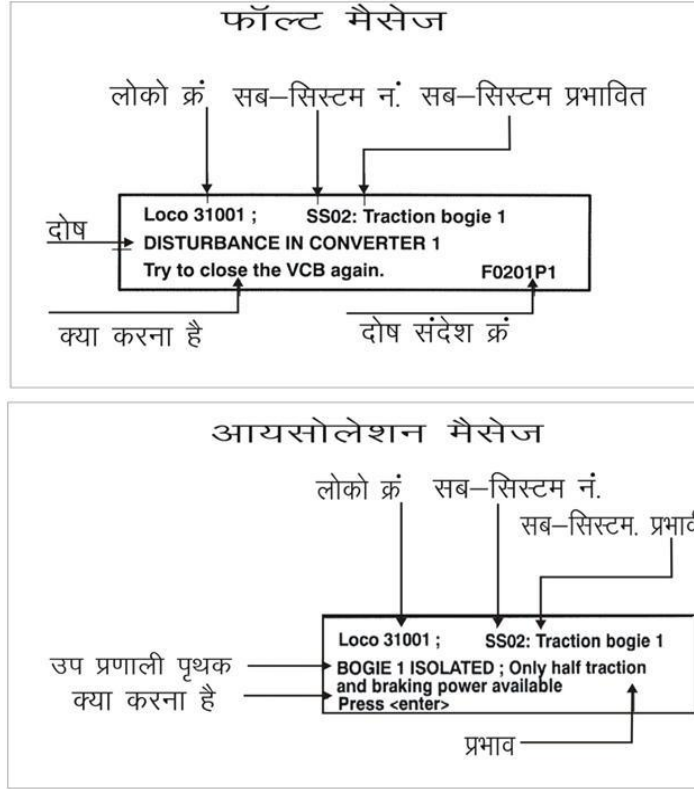 फॉल्ट मैसेज
लोको क्रं सब–सिस्टम नं. सब–सिस्टम प्रभावित
Loco 31001 ; SS02: Traction bogie 1
दोष
DISTURBANCE IN CONVERTER 1
Try to close the VCB again. F0201P1
क्या करना है दोष संदेश क्रं
आयसोलेशन मैसेज
लोको क्रं सब–सिस्टम नं.
सब–सिस्टम.
Loco 31001 ; SS02: Traction bogie 1
उप प्रणाली पृथक BOGIE 1 ISOLATED ; Only half traction
and braking power available
क्या करना है Press <enter>
प्रभाव